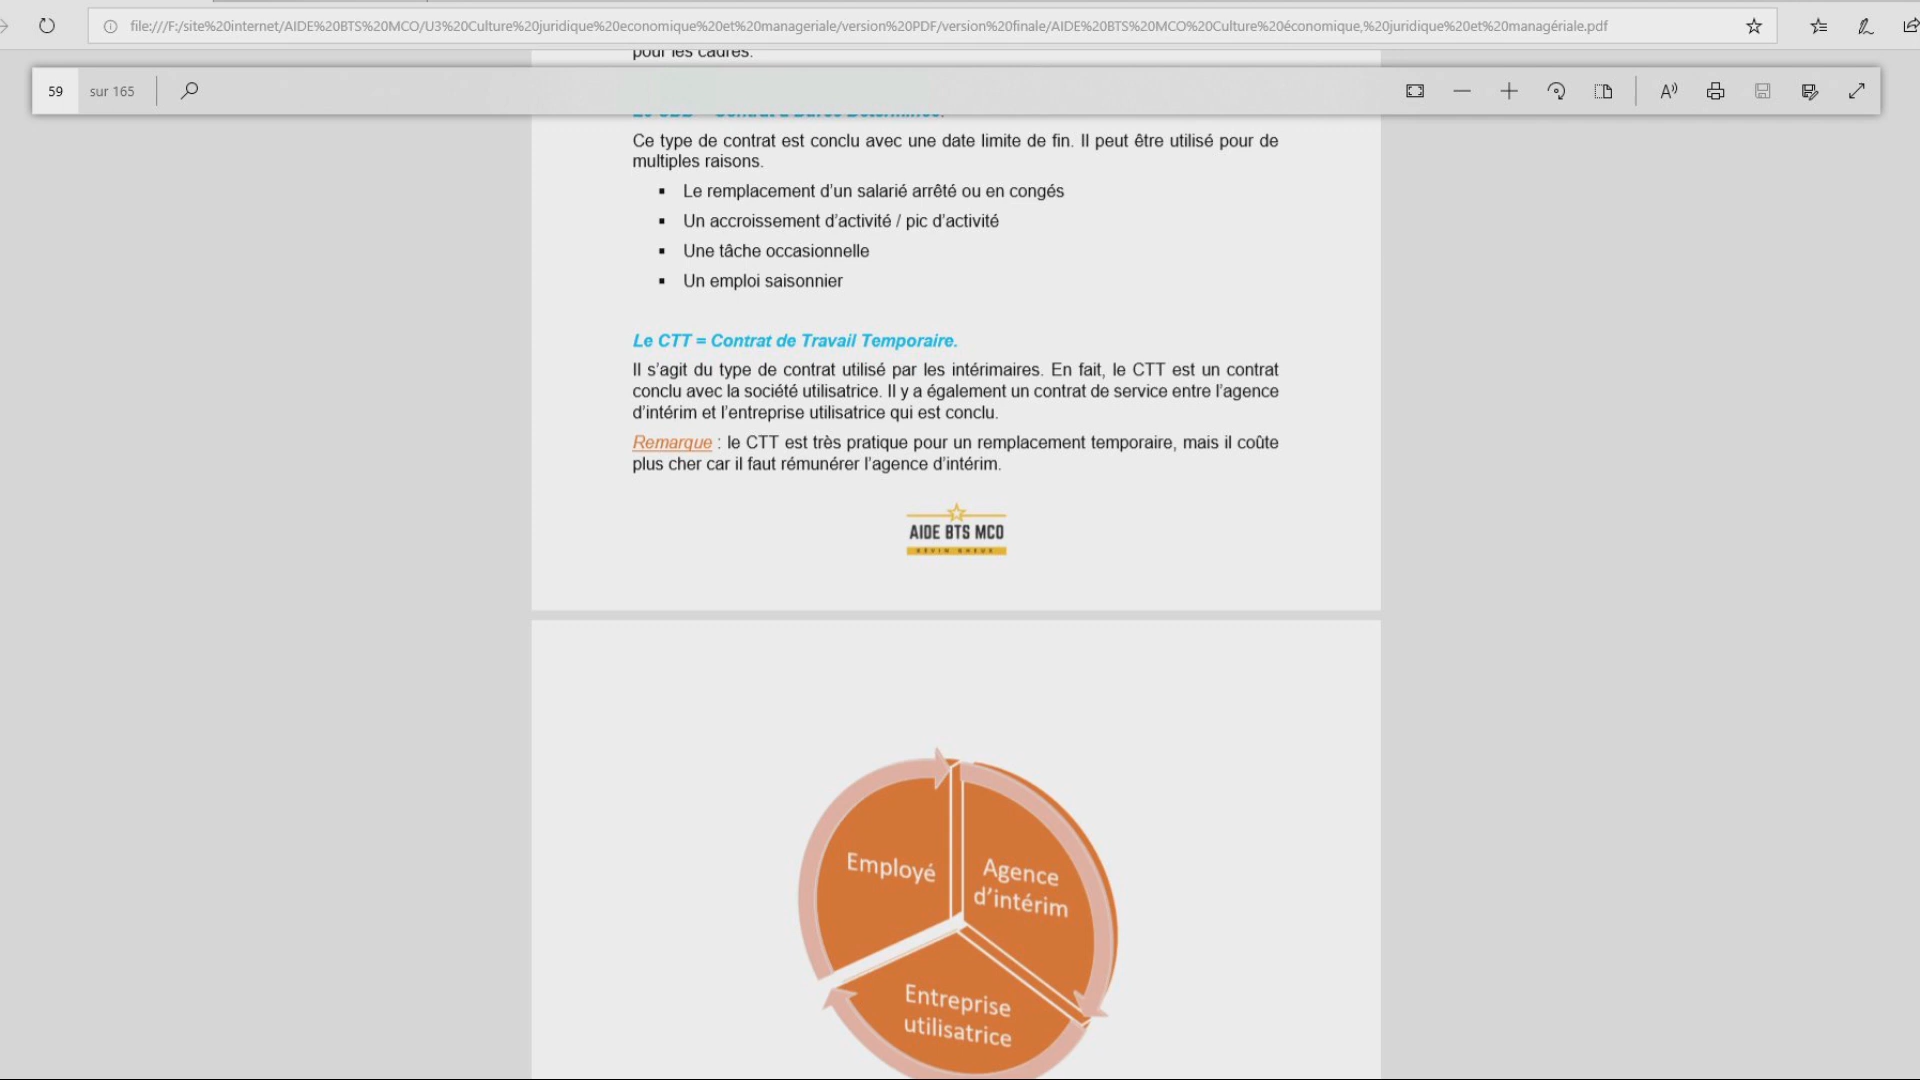 file:///F:/site%20internet/AIDE%20BTS%20MCO/U3%20Culture%20juridique%20economique%20et%20manageriale/version%20PDF/version%20finale/AIDE%20BTS%20MCO%20Culture%20économique,%20juridique%20et%20managériale.pdf
pour les cadres.
59 sur 165
Le CDD = Contrat à Durée Déterminée.
Ce type de contrat est conclu avec une date limite de fin. Il peut être utilisé pour de
multiples raisons.
▪ Le remplacement d’un salarié arrêté ou en congés
▪ Un accroissement d’activité / pic d’activité
▪ Une tâche occasionnelle
▪ Un emploi saisonnier
Le CTT = Contrat de Travail Temporaire.
Il s’agit du type de contrat utilisé par les intérimaires. En fait, le CTT est un contrat
conclu avec la société utilisatrice. Il y a également un contrat de service entre l’agence
d’intérim et l’entreprise utilisatrice qui est conclu.
Remarque : le CTT est très pratique pour un remplacement temporaire, mais il coûte
plus cher car il faut rémunérer l’agence d’intérim.
AIDE BTS MCO
Employé
Agence
d’intérim
Entreprise
utilisatrice